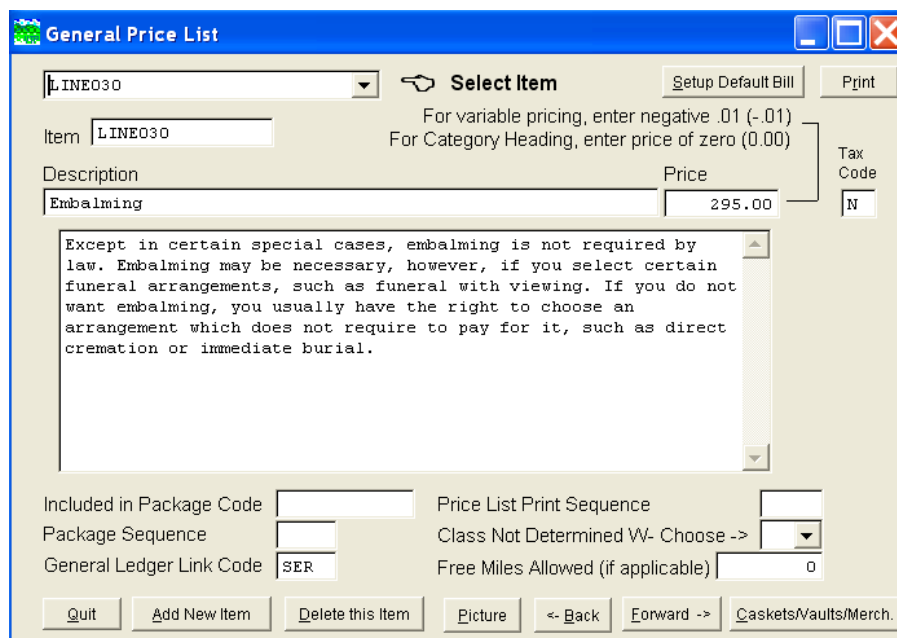 General Price List
LINE030
Select Item
Setup Default Bill
Print
For variable pricing, enter negative .01 (-.01)
Item LINE030
For Category Heading, enter price of zero (0.00)
Tax
Code
Description
Price
Embalming
295.00
N
Except in certain special cases, embalming is not required by
law. Embalming may be necessary, however, if you select certain
funeral arrangements, such as funeral with viewing. If you do not
want embalming, you usually have the right to choose an
arrangement which does not require to pay for it, such as direct
cremation or immediate burial.
Included in Package Code
Price List Print Sequence
Package Sequence
Class Not Determined W- Choose ->
General Ledger Link Code SER
Free Miles Allowed (if applicable) 0
Quit
Add New Item
Delete this Item
Picture
<- Back
Forward ->
Caskets/Vaults/Merch.